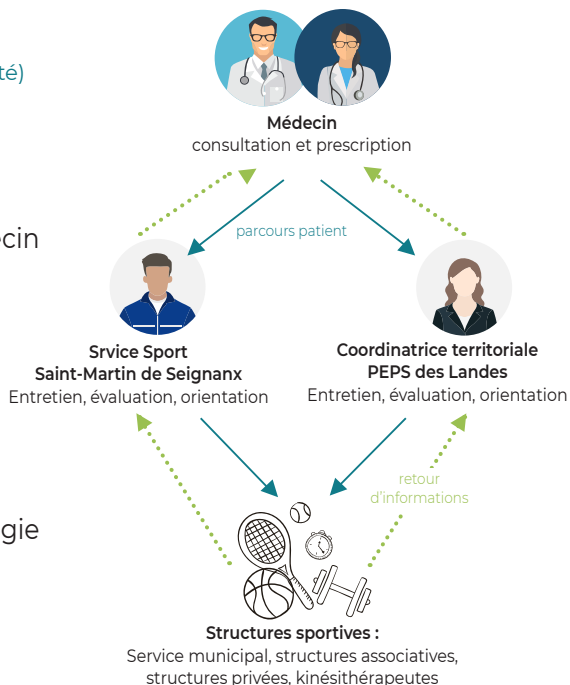 té)
Médecin
consultation et prescription
parcours patient
cin
Srvice Sport
Saint-Martin de Seignanx
Entretien, évaluation, orientation
Coordinatrice territoriale
PEPS des Landes
Entretien, évaluation, orientation
retour
d'informations
gie
Structures sportives :
Service municipal, structures associatives,
structures privées, kinésithérapeutes